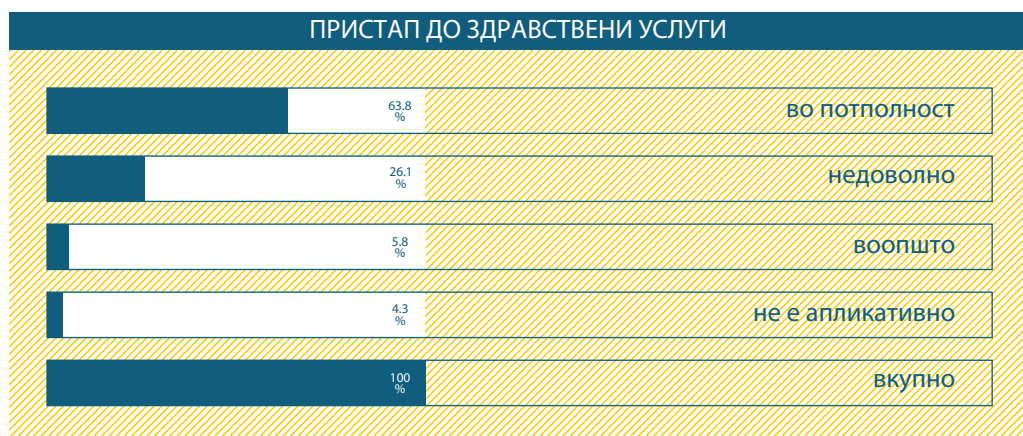 ПРИСТАП ДО ЗДРАВСТВЕНИ УСЛУГИ
63.8
%
во потполност
26.1
%
недоволно
5.8
%
воопшто
4.3
%
не е апликативно
100
%
вкупно